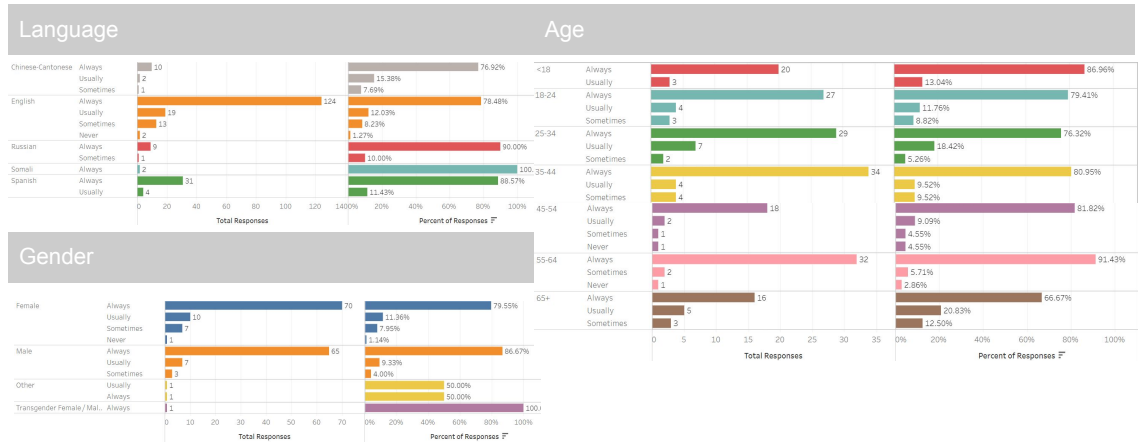 Language
Chinese-Cantonese Always 10 76.92%
Usually 2 15.38%
Sometimes 1 7.69%
English Always 124 78.48%
Usually 19 12.03%
Sometimes 13 8.23%
Never 2 1.27%
Russian Always 9 90.00%
Sometimes 1 10.00%
Somali Always 2 100.
Spanish Always 31 88.57%
Usually 4 11.43%
0 20 40 60 80 100 120 140 0% 20% 40% 60% 80% 100%
Total Responses Percent of Responses
Gender
Female Always 70 79.55%
Usually 10 11.36%
Sometimes 7 7.95%
Never 1 1.14%
Male Always 65 86.67%
Usually 7 9.33%
Sometimes 3 4.00%
Other Usually 1 50.00%
Always 1 50.00%
Transgender Female / Mal.. Always 1 100.
0 10 20 30 40 50 60 70 0% 20% 40% 60% 80% 100%
Total Responses Percent of Responses
Age
<18 Always 20 86.96%
Usually 3 13.04%
18-24 Always 27 79.41%
Usually 4 11.76%
Sometimes 3 8.82%
25-34 Always 29 76.32%
Usually 7 18.42%
Sometimes 2 5.26%
35-44 Always 34 80.95%
Usually 4 9.52%
Sometimes 4 9.52%
45-54 Always 18 81.82%
Usually 2 9.09%
Sometimes 1 4.55%
Never 1 4.55%
55-64 Always 32 91.43%
Sometimes 2 5.71%
Never 1 2.86%
65+ Always 16 66.67%
Usually 5 20.83%
Sometimes 3 12.50%
0 5 10 15 20 25 30 35 0% 20% 40% 60% 80% 100%
Total Responses Percent of Responses